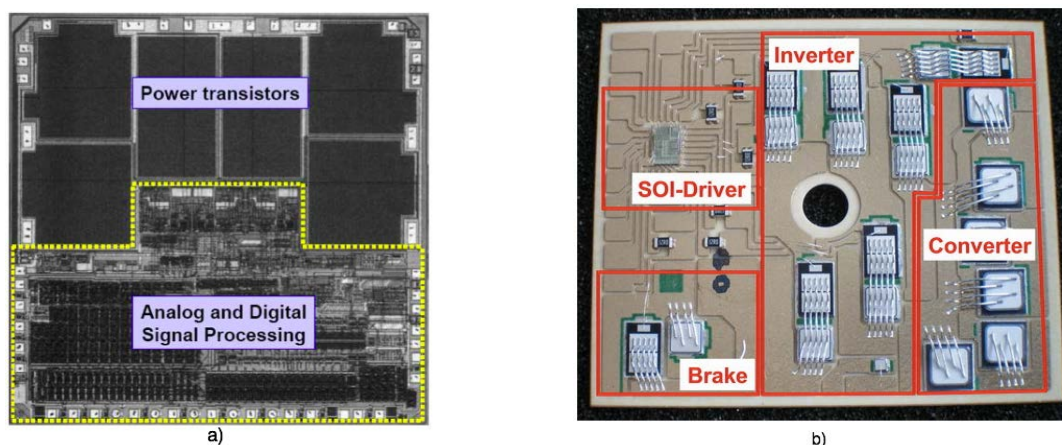 Power transistors
Analog and Digital
Signal Processing
a)
Inverter
SOI-Driver
Converter
Brake
b)